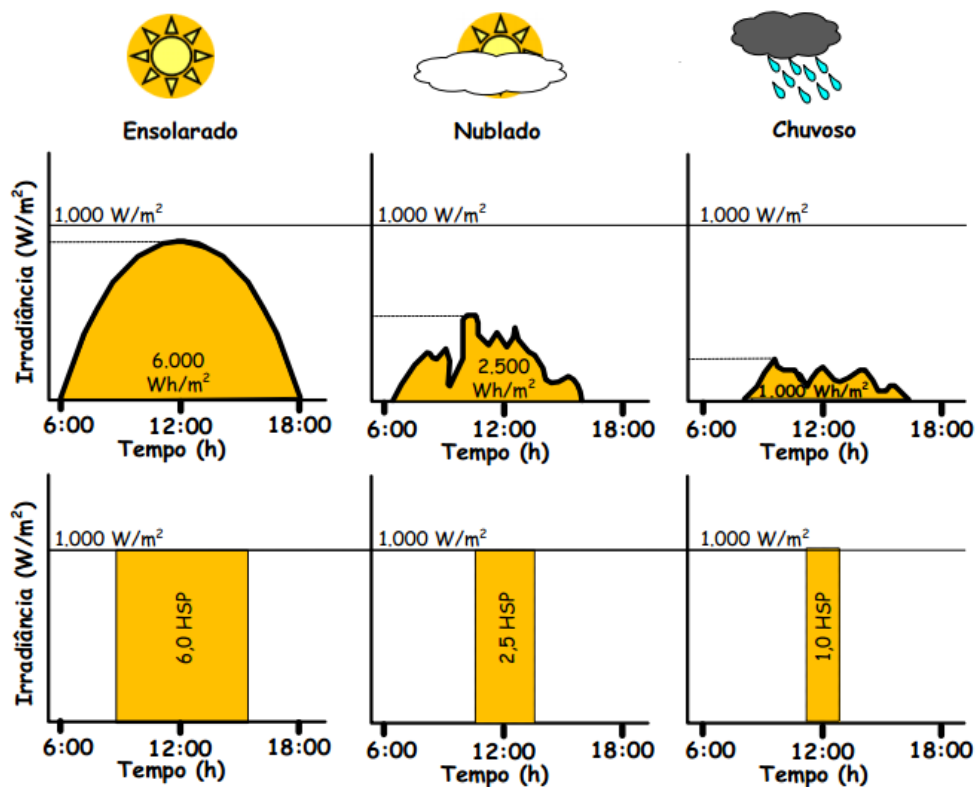 Ensolarado
Nublado
Chuvoso
Irradiância (W/m²)
1.000 W/m²
6.000
Wh/m²
6:00 12:00 18:00
Tempo (h)
1.000 W/m²
2.500
Wh/m²
6:00 12:00 18:00
Tempo (h)
1.000 W/m²
1.000 Wh/m²
6:00 12:00 18:00
Tempo (h)
Irradiância (W/m²)
1.000 W/m²
6,0 HSP
6:00 12:00 18:00
Tempo (h)
1.000 W/m²
2,5 HSP
6:00 12:00 18:00
Tempo (h)
1.000 W/m²
1,0 HSP
6:00 12:00 18:00
Tempo (h)